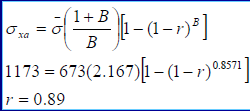 σ_xa = σ̄ ((1 + B) / B) [1 − (1 − r)^B]
1173 = 673(2.167)[1 − (1 − r)^0.8571]
r = 0.89